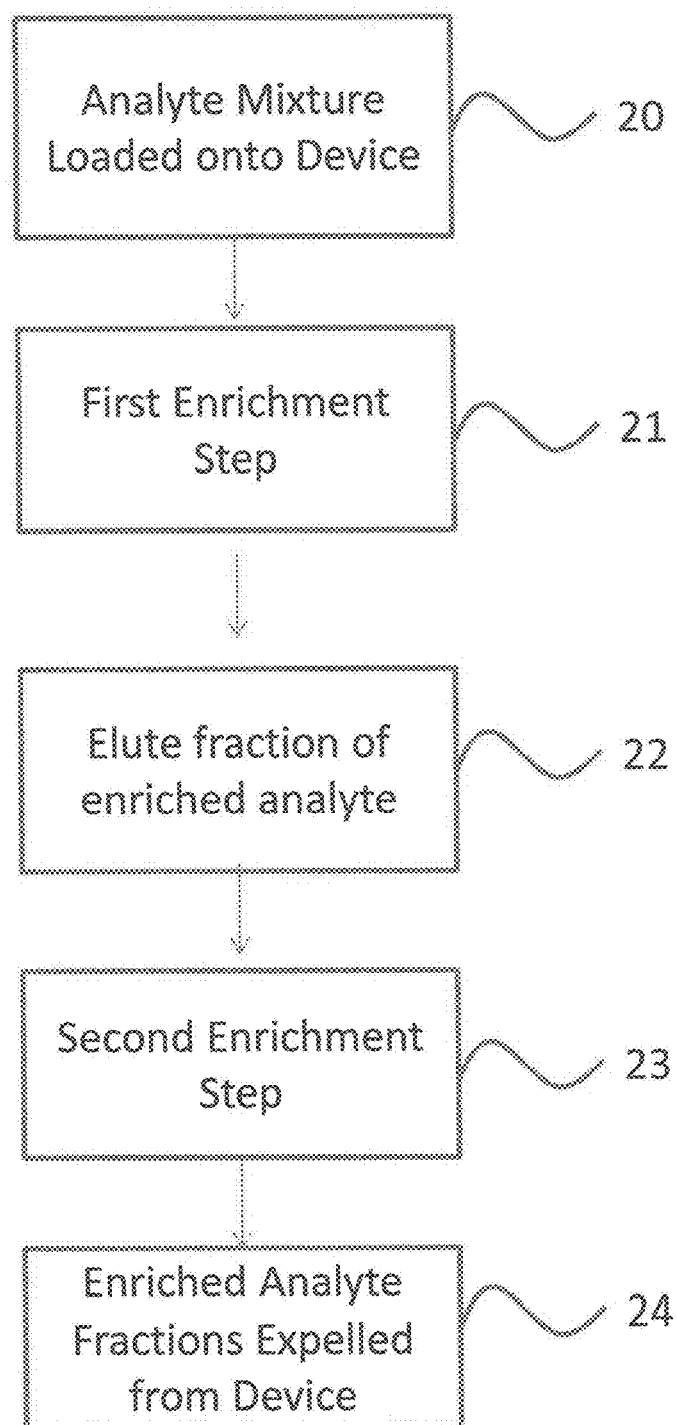 Analyte Mixture
Loaded onto Device
20
First Enrichment
Step
21
Elute fraction of
enriched analyte
22
Second Enrichment
Step
23
Enriched Analyte
Fractions Expelled
from Device
24